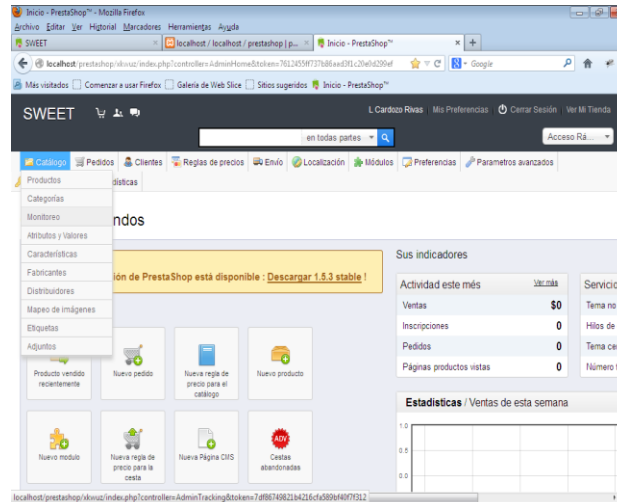 Inicio - PrestaShop™ - Mozilla Firefox
Archivo Editar Ver Historial Marcadores Herramientas Ayuda
SWEET
localhost / localhost / prestashop | p...
Inicio - PrestaShop™
localhost/prestashop/xkwuz/index.php?controller=AdminHome&token=7612455ff737b86aed3f1c20e0d299ef
Google
Más visitados Comenzar a usar Firefox Galería de Web Slice Sitios sugeridos Inicio - PrestaShop™
SWEET
L.Cardozo Rivas Mis Preferencias Cerrar Sesión Ver Mi Tienda
en todas partes
Acceso Rá...
Catálogo Pedidos Clientes Reglas de precios Envío Localización Módulos Preferencias Parametros avanzados
dísticas
Productos
Categorías
Monitoreo
Atributos y Valores
Características
Fabricantes
Distribuidores
Mapeo de imágenes
Etiquetas
Adjuntos
ndos
ión de PrestaShop está disponible : Descargar 1.5.3 stable !
Producto vendido recientemente
Nuevo pedido
Nueva regla de precio para el catálogo
Nuevo producto
Nuevo modulo
Nueva regla de precio para la cesta
Nueva Página CMS
ADV
Cestas abandonadas
Sus indicadores
Actividad este més Ver más
Ventas $0
Inscripciones 0
Pedidos 0
Páginas productos vistas 0
Servicio
Tema no
Hilos de
Tema cer
Número t
Estadísticas / Ventas de esta semana
1.0
0.5
0.0
localhost/prestashop/xkwuz/index.php?controller=AdminTracking&token=7df86749821b4216cfa589bf40f7f312